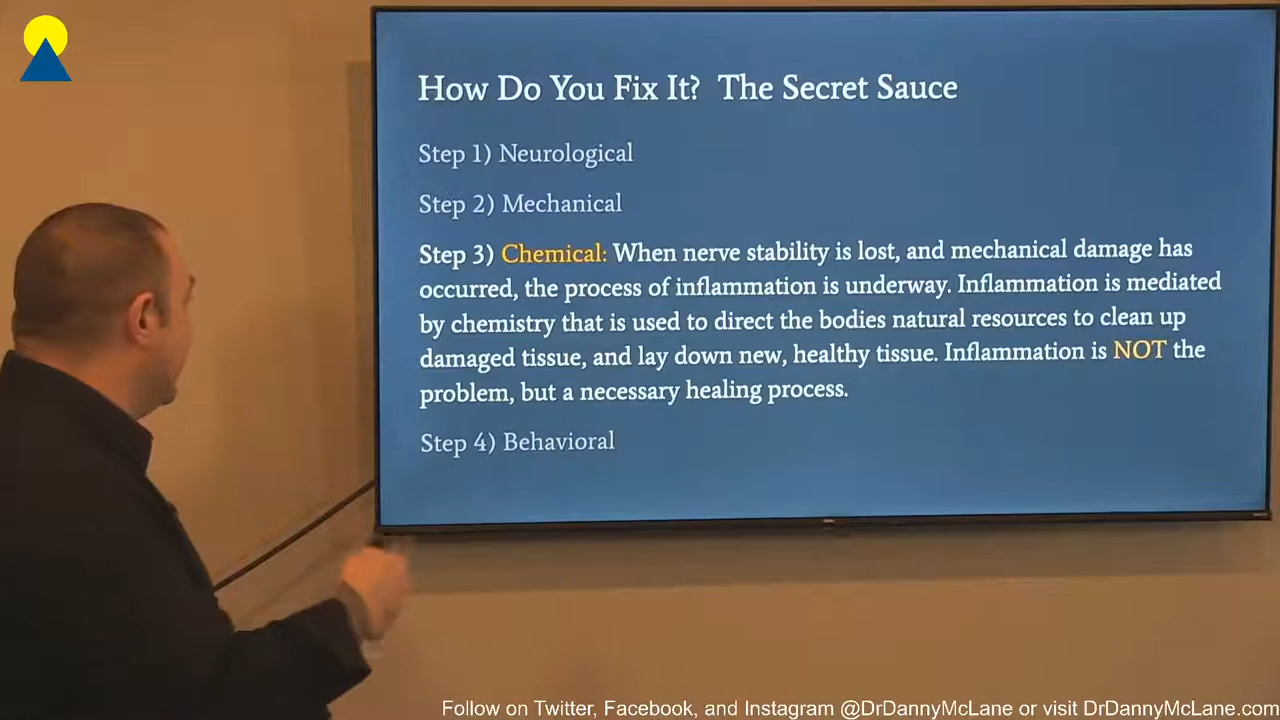 How Do You Fix It? The Secret Sauce
Step 1) Neurological
Step 2) Mechanical
Step 3) Chemical: When nerve stability is lost, and mechanical damage has
occurred, the process of inflammation is underway. Inflammation is mediated
by chemistry that is used to direct the bodies natural resources to clean up
damaged tissue, and lay down new, healthy tissue. Inflammation is NOT the
problem, but a necessary healing process.
Step 4) Behavioral
Follow on Twitter, Facebook, and Instagram @DrDannyMcLane or visit DrDannyMcLane.com